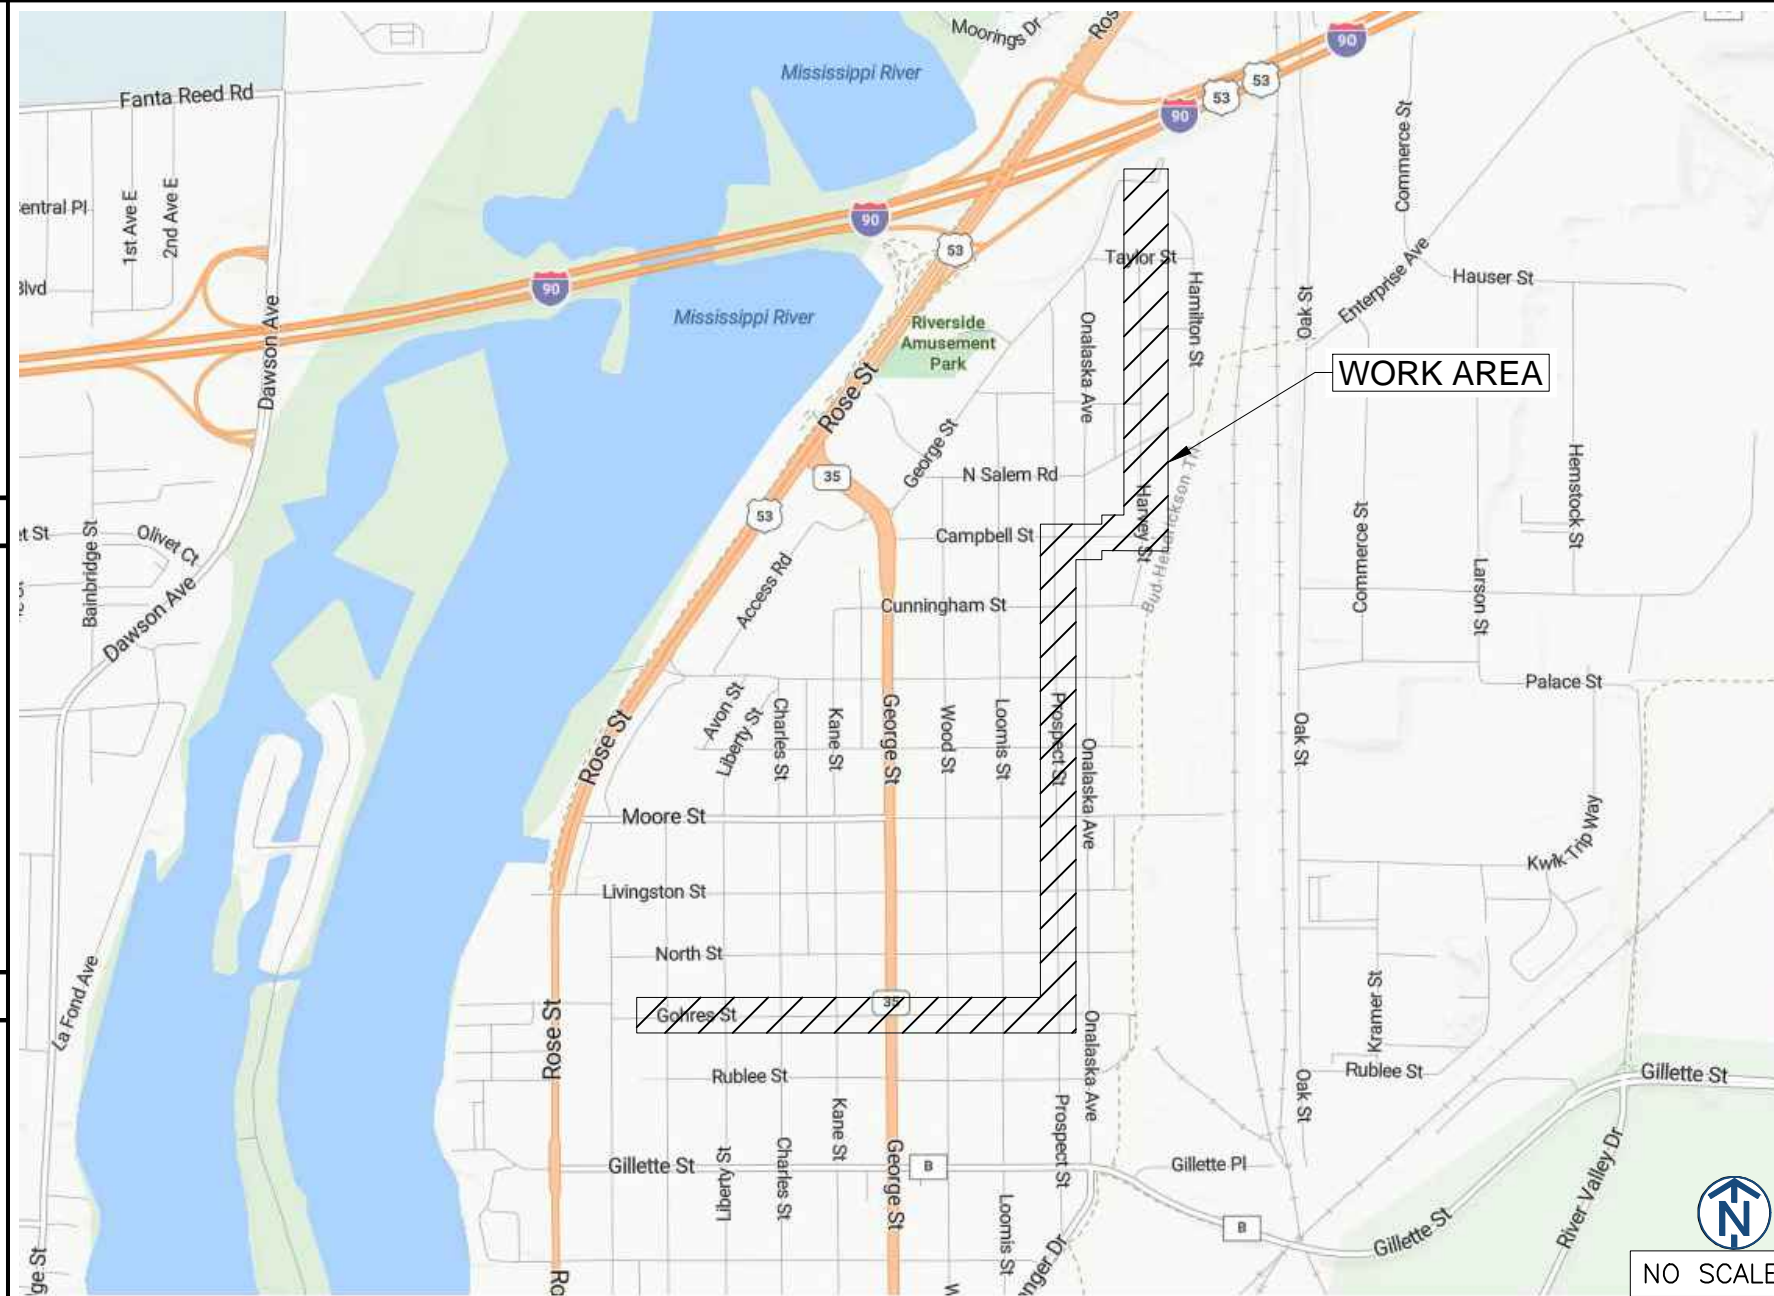 Moorings Dr
Mississippi River
90
53
53
90
Fanta Reed Rd
Commerce St
1st Ave E
2nd Ave E
90
53
Taylor St
Hauser St
Enterprise Ave
Hamilton St
Oak St
90
Dawson Ave
Mississippi River
Riverside
Amusement
Park
Onalaska Ave
WORK AREA
Rose St
George St
N Salem Rd
35
Harvey St
Bud Hendrickson Trl
Hemstock St
53
Campbell St
Bainbridge St
Olivet Ct
Commerce St
Larson St
Access Rd
Cunningham St
Dawson Ave
Palace St
Avon St
Liberty St
Charles St
Kane St
George St
Wood St
Loomis St
Prospect St
Onalaska Ave
Oak St
Rose St
Moore St
Kwik Trip Way
Livingston St
North St
La Fond Ave
Kramer St
35
Gohres St
Rose St
Onalaska Ave
Rublee St
Rublee St
Oak St
Gillette St
Kane St
Prospect St
Gillette St
Liberty St
Charles St
George St
B
Gillette Pl
Loomis St
B
Gillette St
River Valley Dr
N
NO SCALE